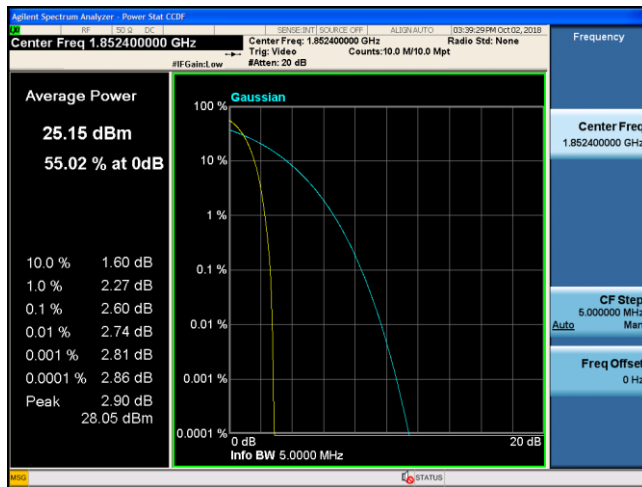 Agilent Spectrum Analyzer - Power Stat CCDF
RF 50 Ω DC SENSE:INT SOURCE OFF ALIGN AUTO 03:39:29 PM Oct 02, 2018
Center Freq 1.852400000 GHz
Center Freq: 1.852400000 GHz Radio Std: None
Trig: Video Counts:10.0 M/10.0 Mpt
#IFGain:Low #Atten: 20 dB
Frequency
Average Power
25.15 dBm
55.02 % at 0dB
10.0 % 1.60 dB
1.0 % 2.27 dB
0.1 % 2.60 dB
0.01 % 2.74 dB
0.001 % 2.81 dB
0.0001 % 2.86 dB
Peak 2.90 dB
28.05 dBm
Gaussian
100 %
10 %
1 %
0.1 %
0.01 %
0.001 %
0.0001 %
0 dB 20 dB
Info BW 5.0000 MHz
Center Freq
1.852400000 GHz
CF Step
5.000000 MHz
Auto Man
Freq Offset
0 Hz
MSG STATUS